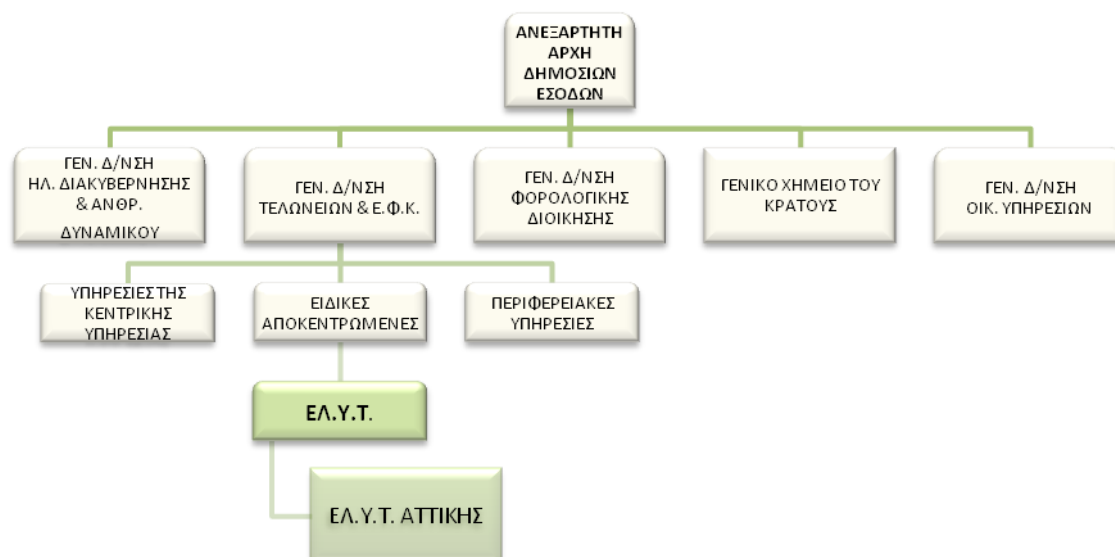 ΑΝΕΞΑΡΤΗΤΗ
ΑΡΧΗ
ΔΗΜΟΣΙΩΝ
ΕΣΟΔΩΝ
ΓΕΝ. Δ/ΝΣΗ
ΗΛ. ΔΙΑΚΥΒΕΡΝΗΣΗΣ
& ΑΝΘΡ.
ΔΥΝΑΜΙΚΟΥ
ΓΕΝ. Δ/ΝΣΗ
ΤΕΛΩΝΕΙΩΝ & Ε.Φ.Κ.
ΓΕΝ. Δ/ΝΣΗ
ΦΟΡΟΛΟΓΙΚΗΣ
ΔΙΟΙΚΗΣΗΣ
ΓΕΝΙΚΟ ΧΗΜΕΙΟ ΤΟΥ
ΚΡΑΤΟΥΣ
ΓΕΝ. Δ/ΝΣΗ
ΟΙΚ. ΥΠΗΡΕΣΙΩΝ
ΥΠΗΡΕΣΙΕΣ ΤΗΣ
ΚΕΝΤΡΙΚΗΣ
ΥΠΗΡΕΣΙΑΣ
ΕΙΔΙΚΕΣ
ΑΠΟΚΕΝΤΡΩΜΕΝΕΣ
ΠΕΡΙΦΕΡΕΙΑΚΕΣ
ΥΠΗΡΕΣΙΕΣ
ΕΛ.Υ.Τ.
ΕΛ.Υ.Τ. ΑΤΤΙΚΗΣ